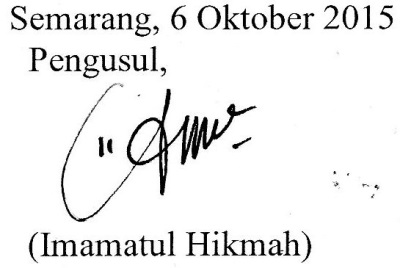 Semarang, 6 Oktober 2015
Pengusul,
(Imamatul Hikmah)